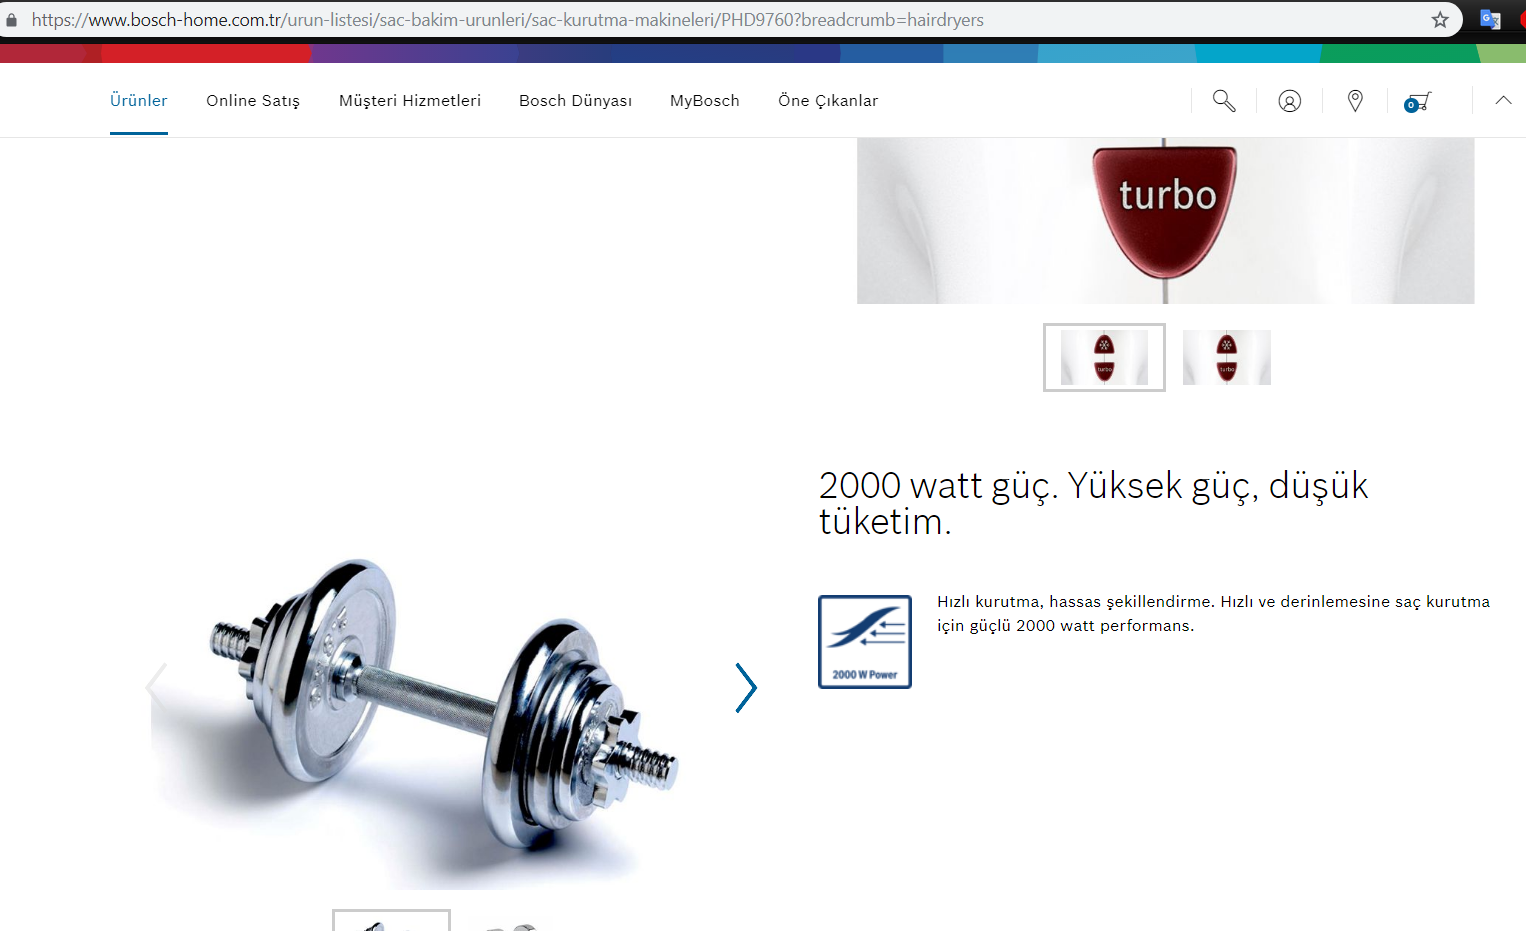 https://www.bosch-home.com.tr/urun-listesi/sac-bakim-urunleri/sac-kurutma-makineleri/PHD9760?breadcrumb=hairdryers
Ürünler Online Satış Müşteri Hizmetleri Bosch Dünyası MyBosch Öne Çıkanlar
0
turbo
turbo turbo
2000 watt güç. Yüksek güç, düşük
tüketim.
Hızlı kurutma, hassas şekillendirme. Hızlı ve derinlemesine saç kurutma
için güçlü 2000 watt performans.
2000 W Power